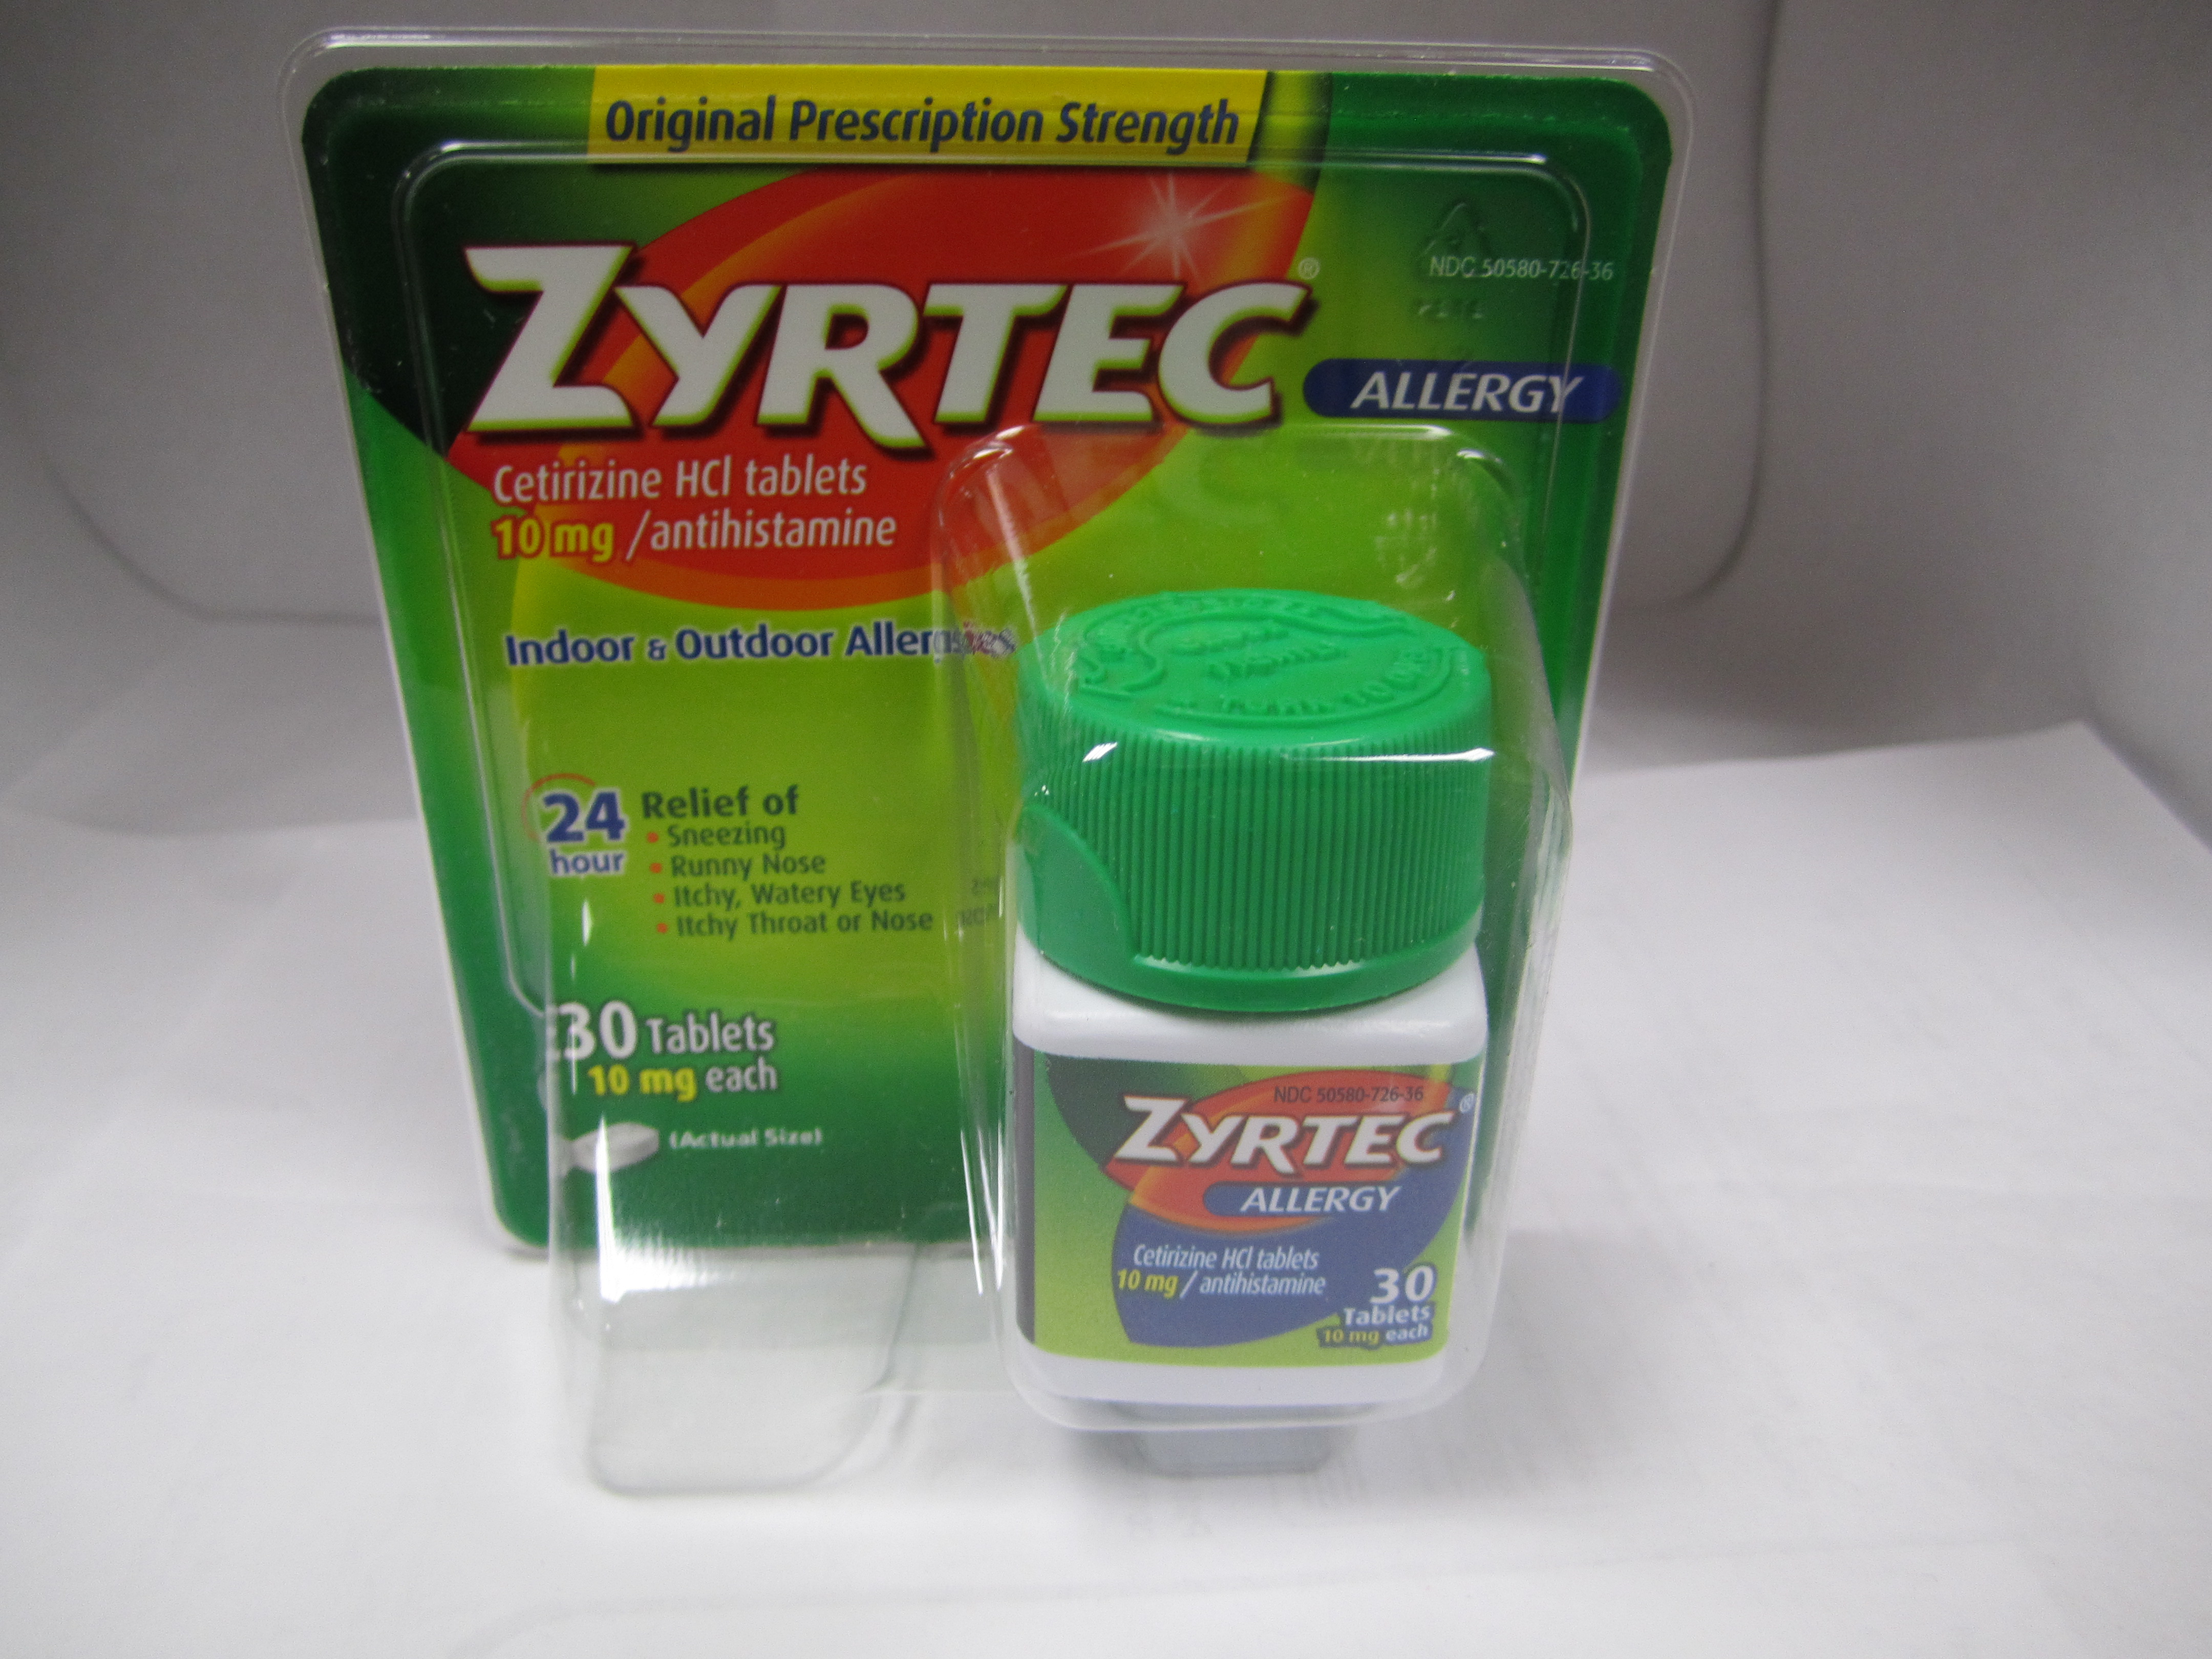 Original Prescription Strength
ZYRTEC®
NDC 50580-726-36
ALLERGY
Cetirizine HCl tablets
10 mg /antihistamine
Indoor & Outdoor Allergies
24 hour
Relief of
• Sneezing
• Runny Nose
• Itchy, Watery Eyes
• Itchy Throat or Nose
30 Tablets
10 mg each
(Actual Size)
NDC 50580-726-36
ZYRTEC®
ALLERGY
Cetirizine HCl tablets
10 mg / antihistamine
30
Tablets
10 mg each